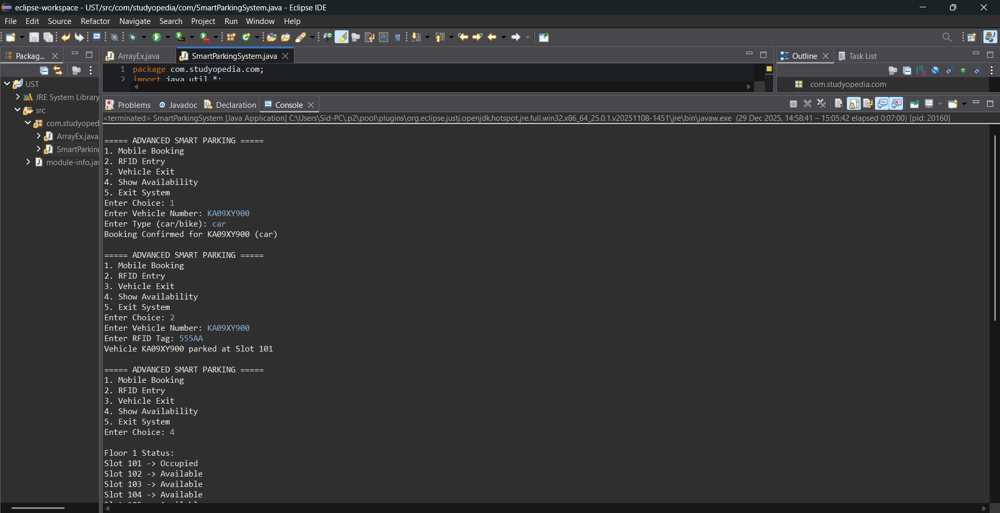 eclipse-workspace - UST/src/com/studyopedia/com/SmartParkingSystem.java - Eclipse IDE
File Edit Source Refactor Navigate Search Project Run Window Help
Packag...
UST
JRE System Library
src
com.studyoped
ArrayEx.java
SmartParking
module-info.jav
ArrayEx.java SmartParkingSystem.java
1 package com.studyopedia.com;
2 import java.util.*;
Outline Task List
com.studyopedia.com
Problems @ Javadoc Declaration Console
<terminated> SmartParkingSystem [Java Application] C:\Users\Sid-PC\.p2\pool\plugins\org.eclipse.justj.openjdk.hotspot.jre.full.win32.x86_64_25.0.1.v20251108-1451\jre\bin\javaw.exe (29 Dec 2025, 14:58:41 – 15:05:42 elapsed 0:07:00) [pid: 20160]
===== ADVANCED SMART PARKING =====
1. Mobile Booking
2. RFID Entry
3. Vehicle Exit
4. Show Availability
5. Exit System
Enter Choice: 1
Enter Vehicle Number: KA09XY900
Enter Type (car/bike): car
Booking Confirmed for KA09XY900 (car)
===== ADVANCED SMART PARKING =====
1. Mobile Booking
2. RFID Entry
3. Vehicle Exit
4. Show Availability
5. Exit System
Enter Choice: 2
Enter Vehicle Number: KA09XY900
Enter RFID Tag: 555AA
Vehicle KA09XY900 parked at Slot 101
===== ADVANCED SMART PARKING =====
1. Mobile Booking
2. RFID Entry
3. Vehicle Exit
4. Show Availability
5. Exit System
Enter Choice: 4
Floor 1 Status:
Slot 101 -> Occupied
Slot 102 -> Available
Slot 103 -> Available
Slot 104 -> Available